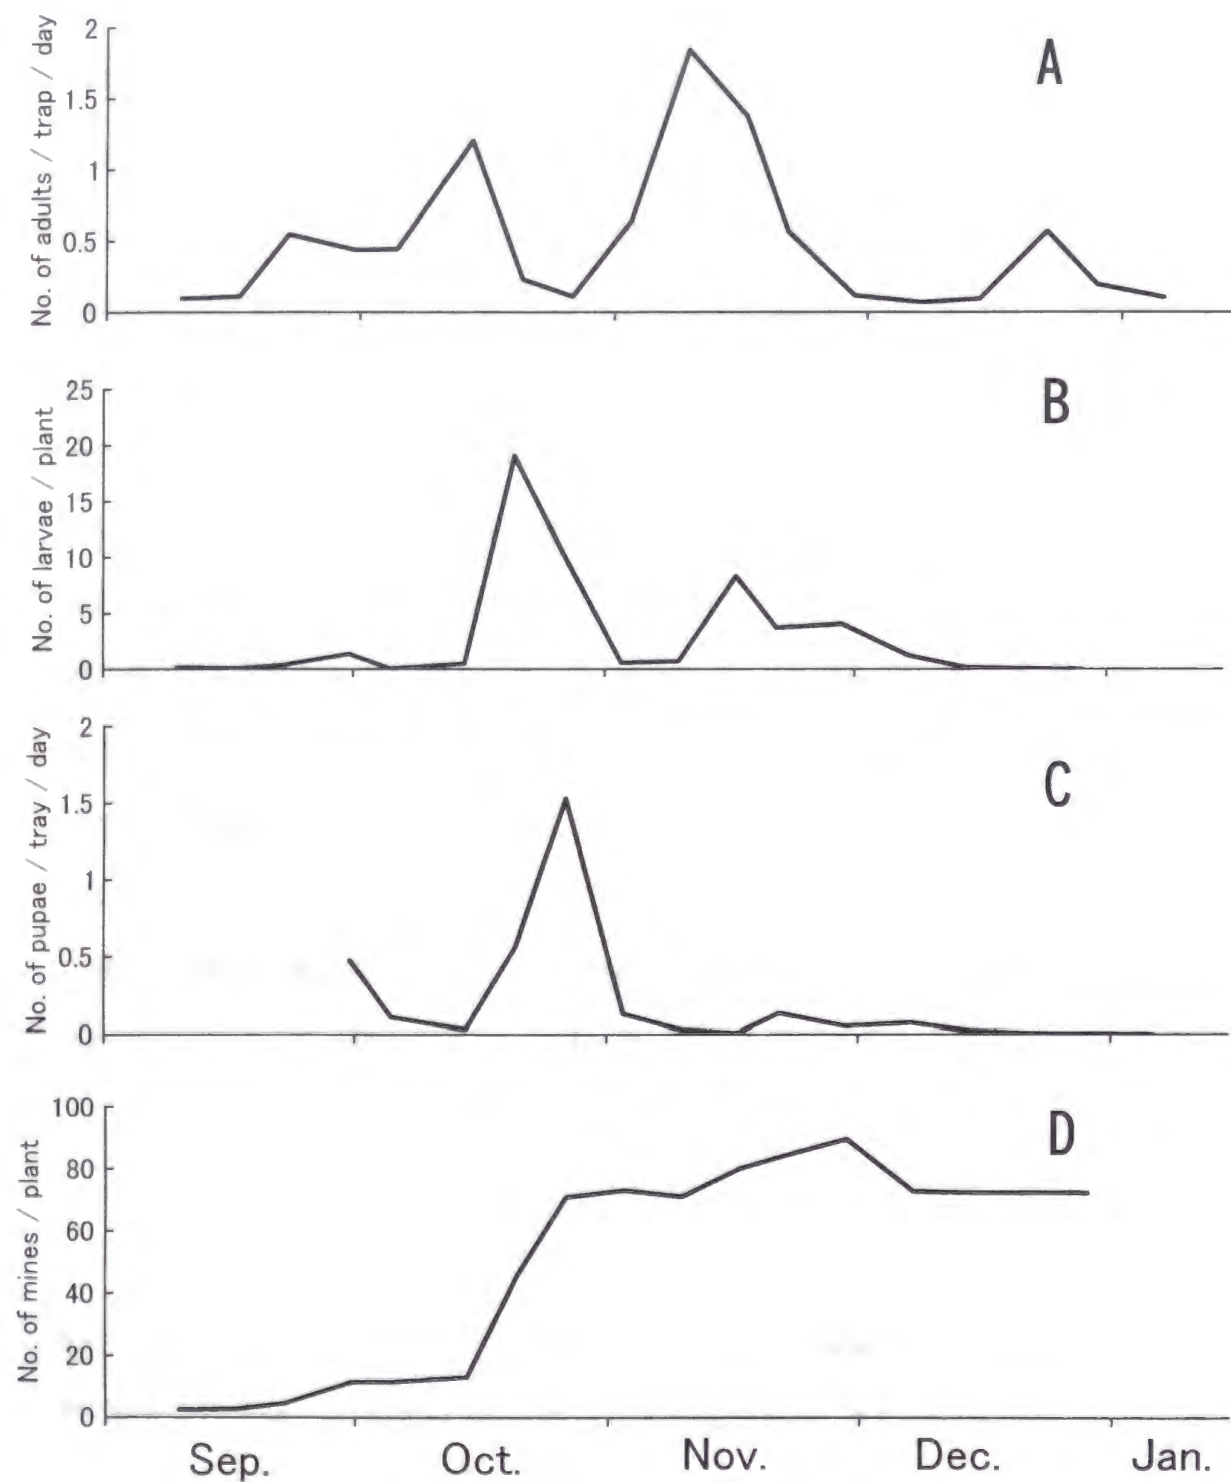 No. of adults / trap / day
2
1.5
1
0.5
0
A
No. of larvae / plant
25
20
15
10
5
0
B
No. of pupae / tray / day
2
1.5
1
0.5
0
C
No. of mines / plant
100
80
60
40
20
0
D
Sep. Oct. Nov. Dec. Jan.